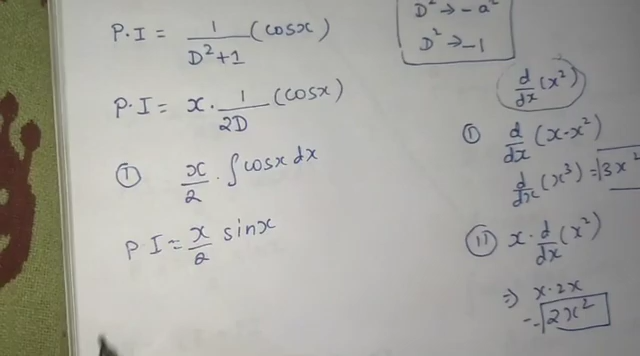 P.I = 1/(D²+1) (cosx)
P.I = x. 1/2D (cosx)
Ⓘ x/2 . ∫cosx dx
P I = x/2 sinx
D² → -a²
D² → -1
d/dx (x²)
Ⓘ d/dx (x·x²)
d/dx (x³) = 3x²
Ⓘⓘ x · d/dx (x²)
⇒ x·2x
= 2x²